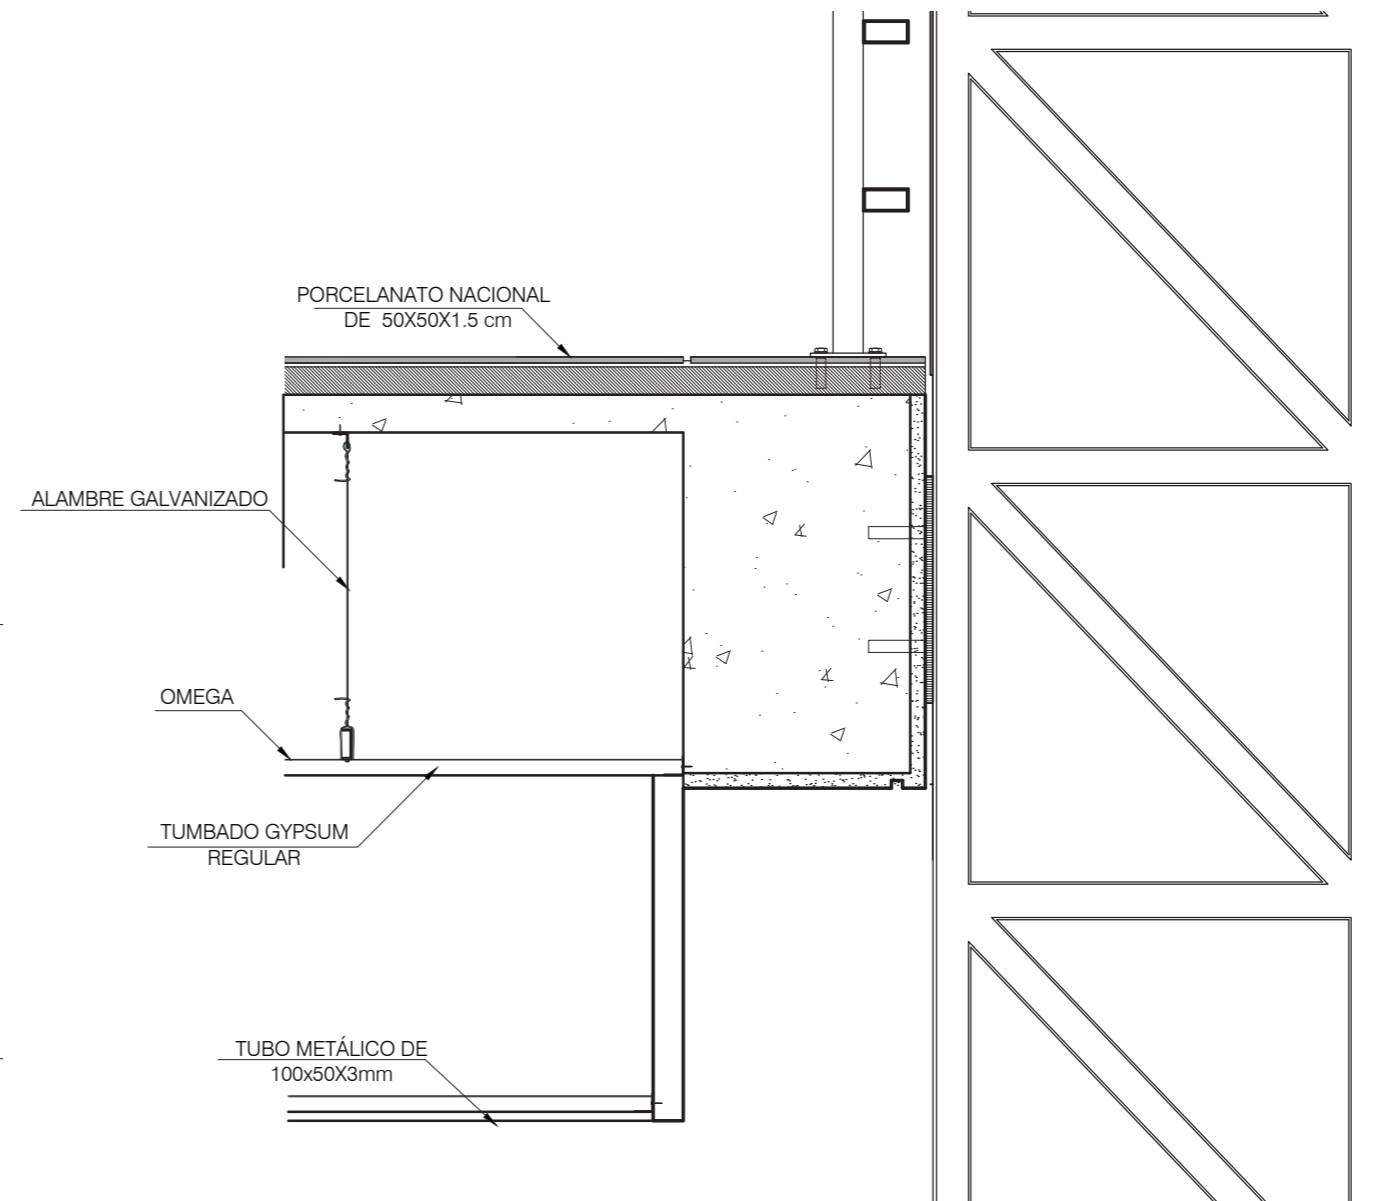 PORCELANATO NACIONAL
DE 50X50X1.5 cm
ALAMBRE GALVANIZADO
OMEGA
TUMBADO GYPSUM
REGULAR
TUBO METÁLICO DE
100x50X3mm